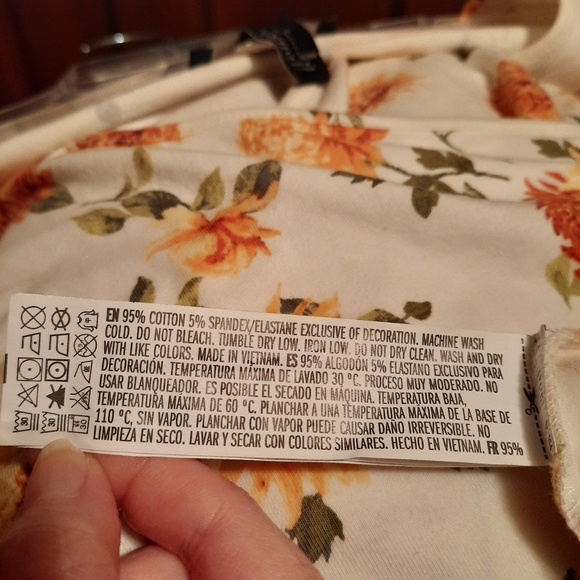 EN 95% COTTON 5% SPANDEX/ELASTANE EXCLUSIVE OF DECORATION. MACHINE WASH
COLD. DO NOT BLEACH. TUMBLE DRY LOW. IRON LOW. DO NOT DRY CLEAN. WASH AND DRY
WITH LIKE COLORS. MADE IN VIETNAM. ES 95% ALGODÓN 5% ELASTANO EXCLUSIVO PARA
DECORACIÓN. TEMPERATURA MÁXIMA DE LAVADO 30 ºC. PROCESO MUY MODERADO. NO
USAR BLANQUEADOR. ES POSIBLE EL SECADO EN MÁQUINA. TEMPERATURA BAJA,
TEMPERATURA MÁXIMA DE 60 ºC. PLANCHAR A UNA TEMPERATURA MÁXIMA DE LA BASE DE
110 ºC, SIN VAPOR. PLANCHAR CON VAPOR PUEDE CAUSAR DAÑO IRREVERSIBLE. NO
LIMPIEZA EN SECO. LAVAR Y SECAR CON COLORES SIMILARES. HECHO EN VIETNAM. FR 95%
30 30